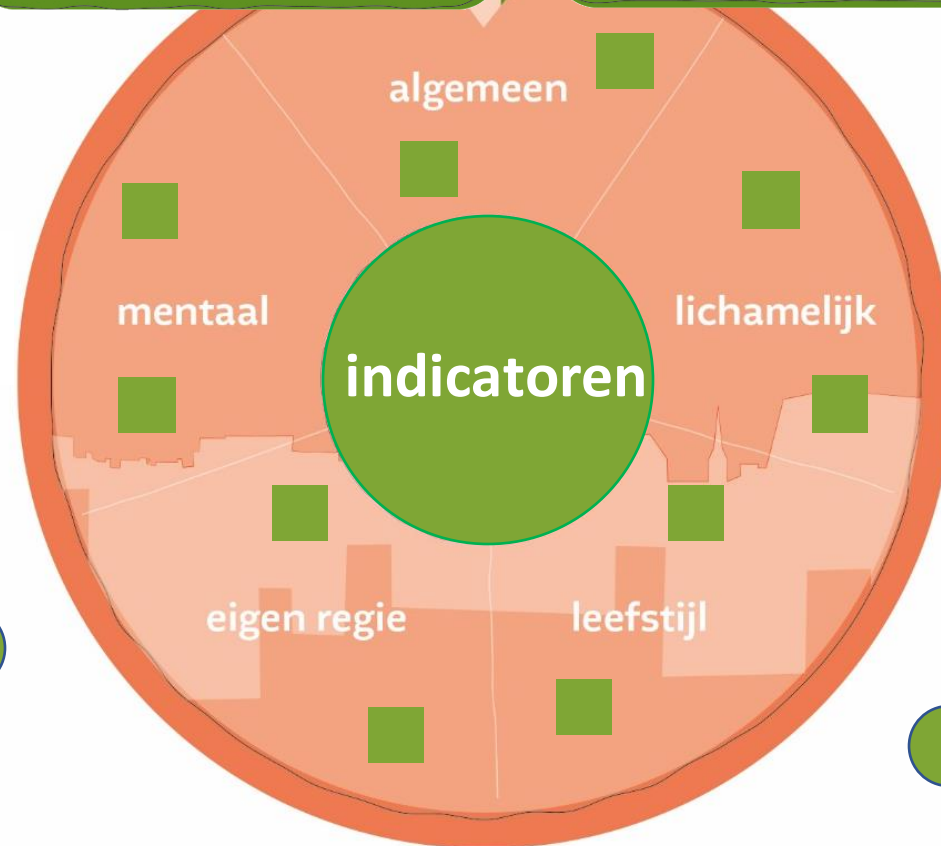 algemeen
mentaal
lichamelijk
indicatoren
eigen regie
leefstijl